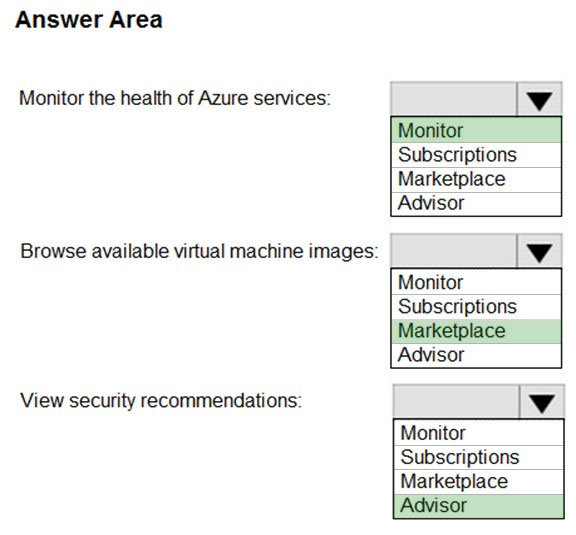 Answer Area
Monitor the health of Azure services:
Monitor
Subscriptions
Marketplace
Advisor
Browse available virtual machine images:
Monitor
Subscriptions
Marketplace
Advisor
View security recommendations:
Monitor
Subscriptions
Marketplace
Advisor